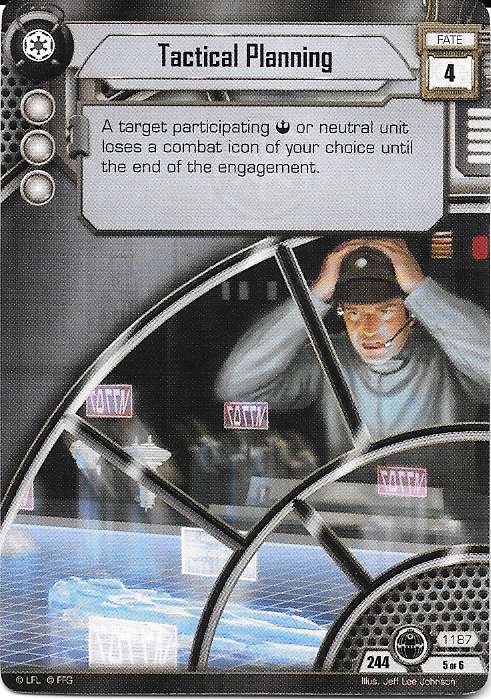 Tactical Planning
FATE
4
A target participating or neutral unit
loses a combat icon of your choice until
the end of the engagement.
244
1187
5 OF 6
© LFL © FFG
Illus. Jeff Lee Johnson